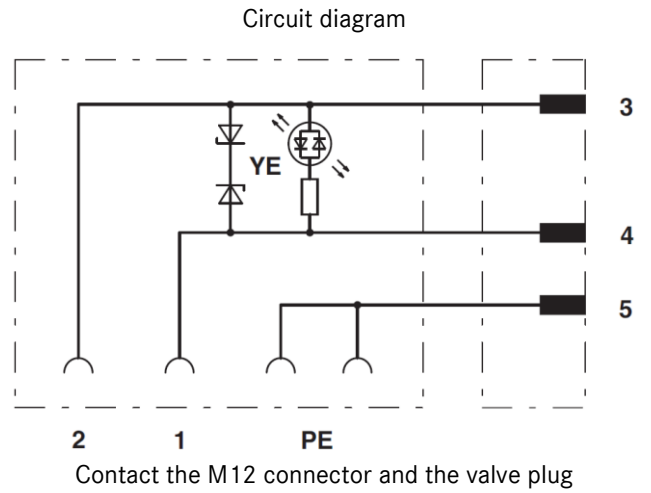 Circuit diagram
3
YE
4
5
2 1 PE
Contact the M12 connector and the valve plug